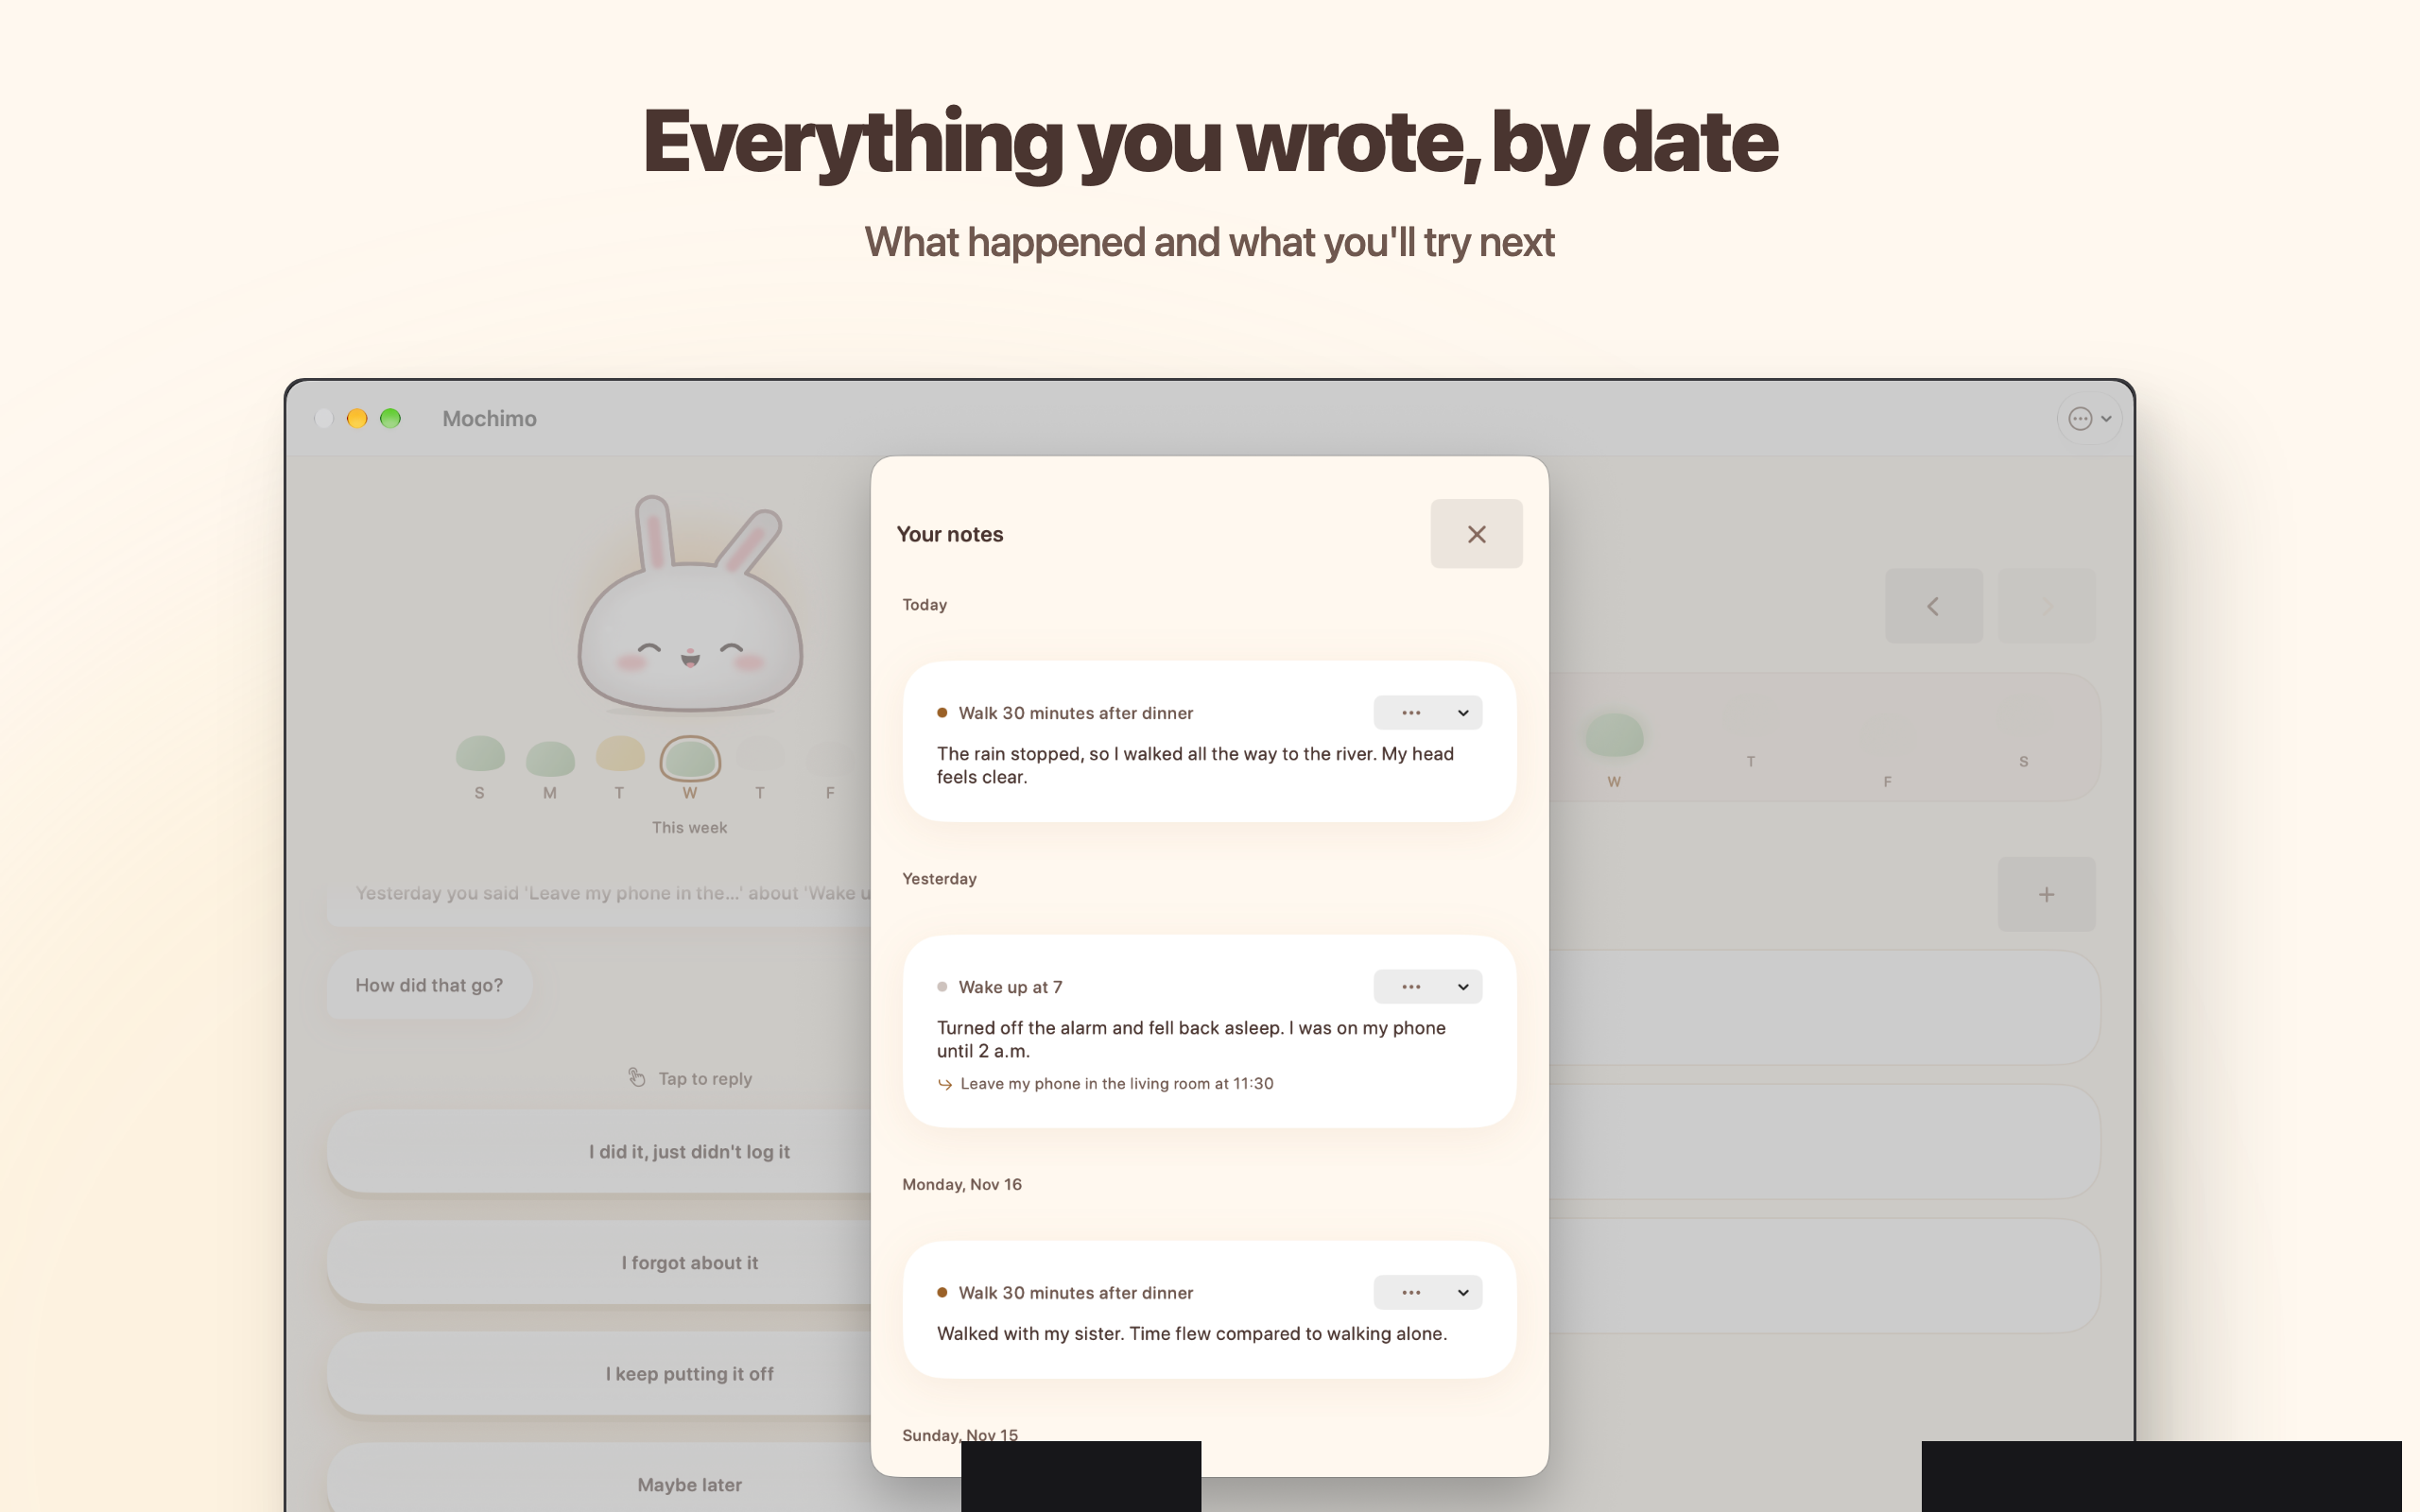 Everything you wrote, by date
What happened and what you'll try next
Mochimo
S M T W T F
This week
Yesterday you said 'Leave my phone in the...' about 'Wake u
How did that go?
Tap to reply
I did it, just didn't log it
I forgot about it
I keep putting it off
Maybe later
Your notes
Today
Walk 30 minutes after dinner
The rain stopped, so I walked all the way to the river. My head
feels clear.
Yesterday
Wake up at 7
Turned off the alarm and fell back asleep. I was on my phone
until 2 a.m.
Leave my phone in the living room at 11:30
Monday, Nov 16
Walk 30 minutes after dinner
Walked with my sister. Time flew compared to walking alone.
Sunday, Nov 15
W T F S